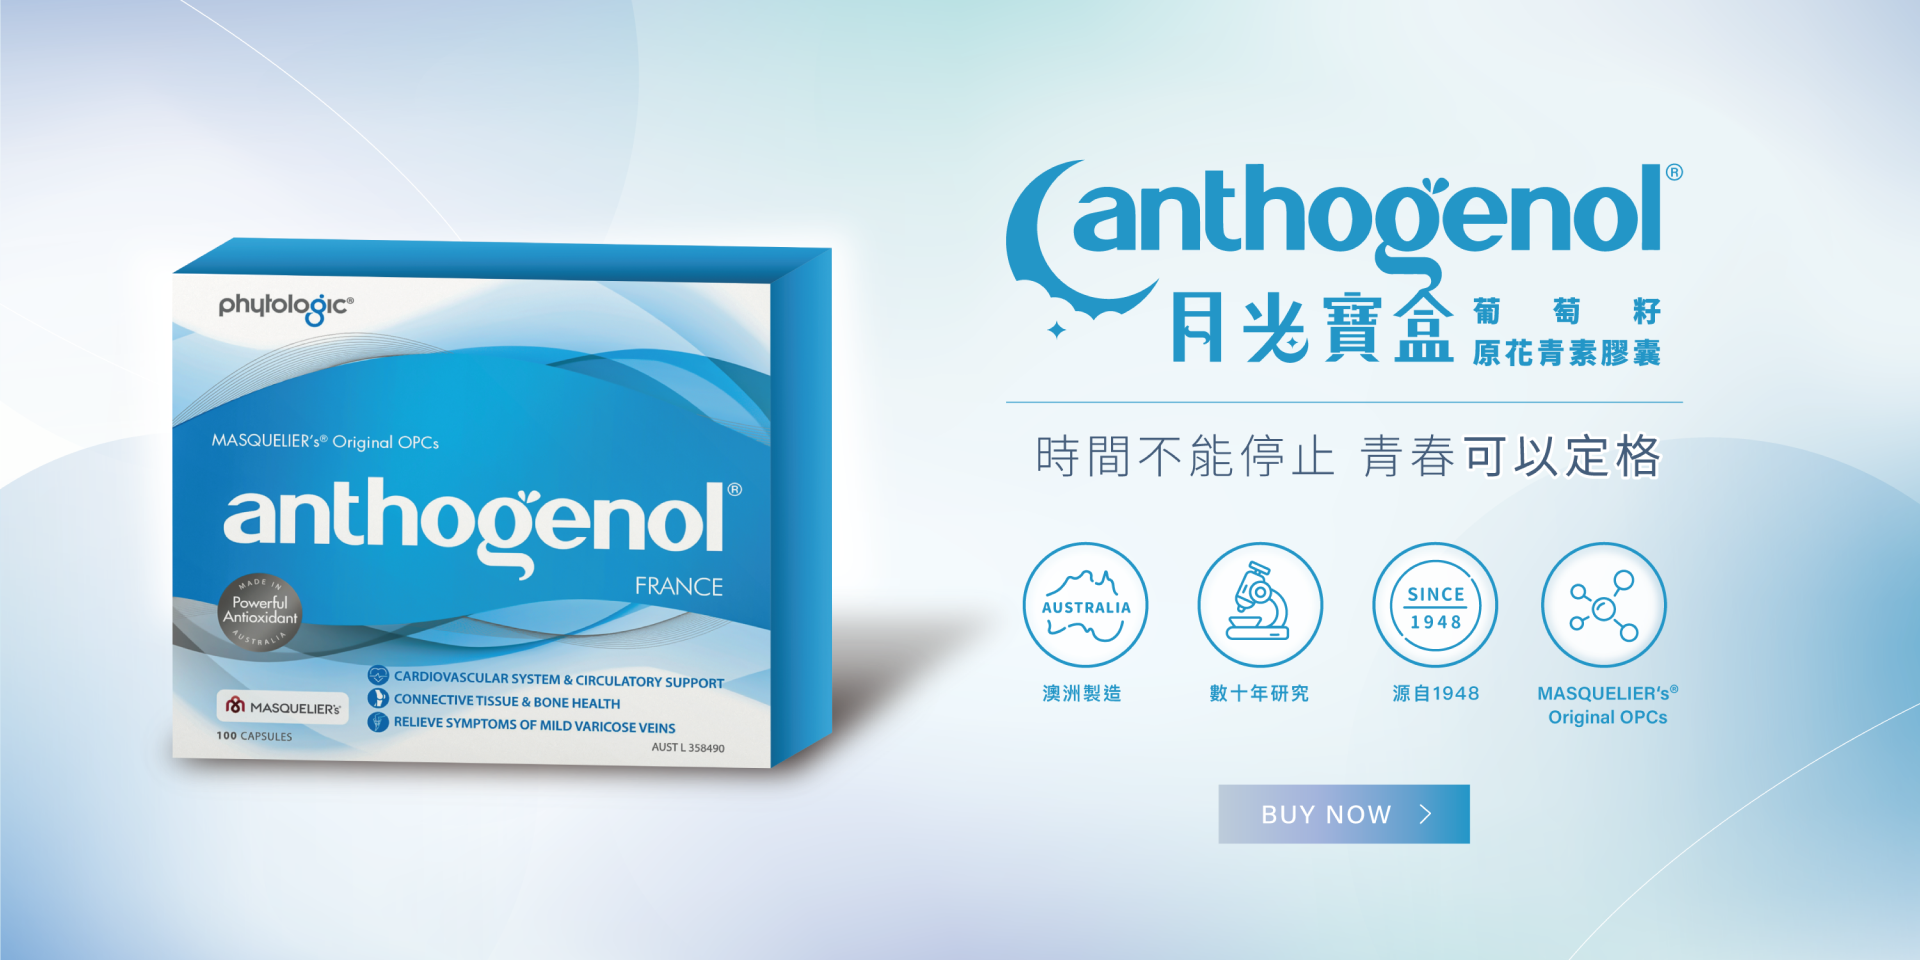 phytologic®
MASQUELIER's® Original OPCs
anthogenol®
FRANCE
MADE IN
Powerful
Antioxidant
AUSTRALIA
CARDIOVASCULAR SYSTEM & CIRCULATORY SUPPORT
CONNECTIVE TISSUE & BONE HEALTH
RELIEVE SYMPTOMS OF MILD VARICOSE VEINS
MASQUELIER's
100 CAPSULES
AUST L 358490
anthogenol®
月光寶盒
葡萄籽
原花青素膠囊
時間不能停止 青春可以定格
AUSTRALIA
澳洲製造
數十年研究
SINCE
1948
源自1948
MASQUELIER's®
Original OPCs
BUY NOW